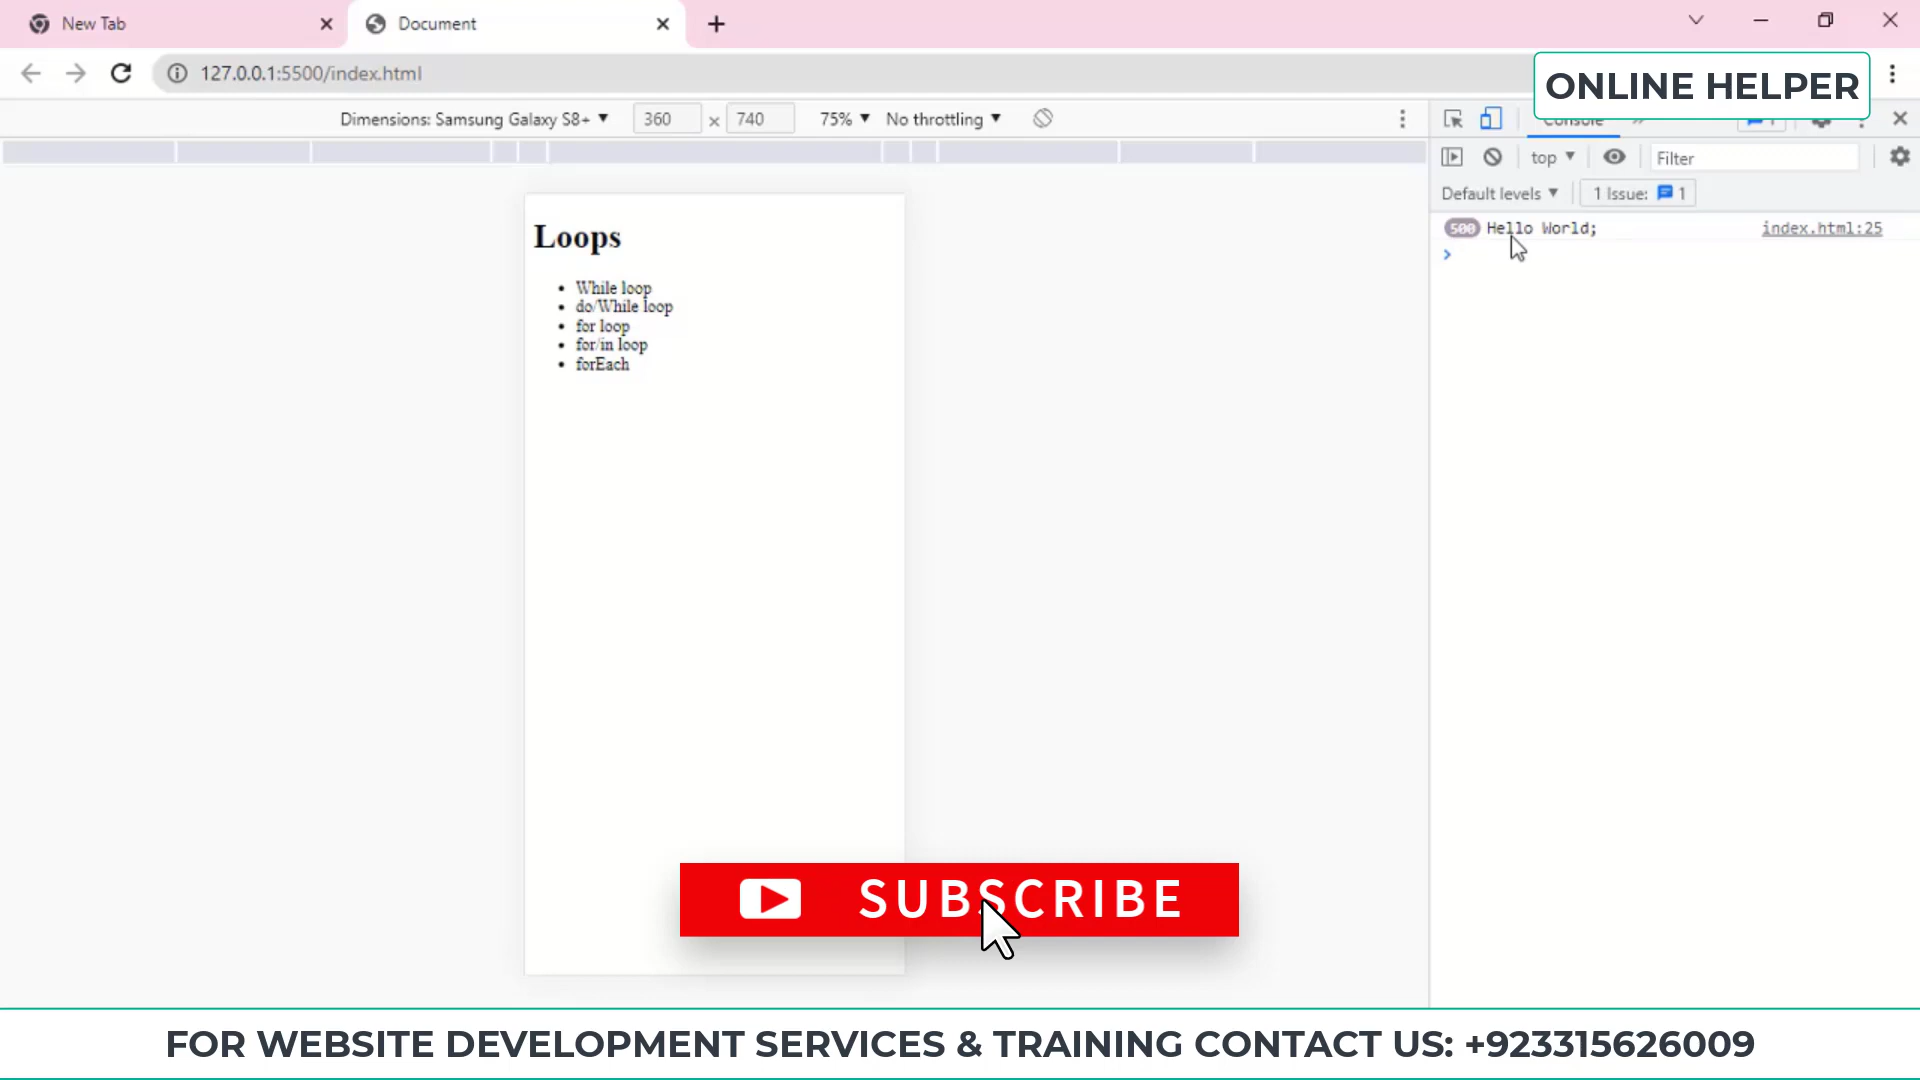 New Tab
Document
127.0.0.1:5500/index.html
ONLINE HELPER
Dimensions: Samsung Galaxy S8+ 360 × 740 75% No throttling
Console
top
Filter
Default levels
1 Issue: 1
500 Hello World; index.html:25
Loops
While loop
do/While loop
for loop
for/in loop
forEach
SUBSCRIBE
FOR WEBSITE DEVELOPMENT SERVICES & TRAINING CONTACT US: +923315626009